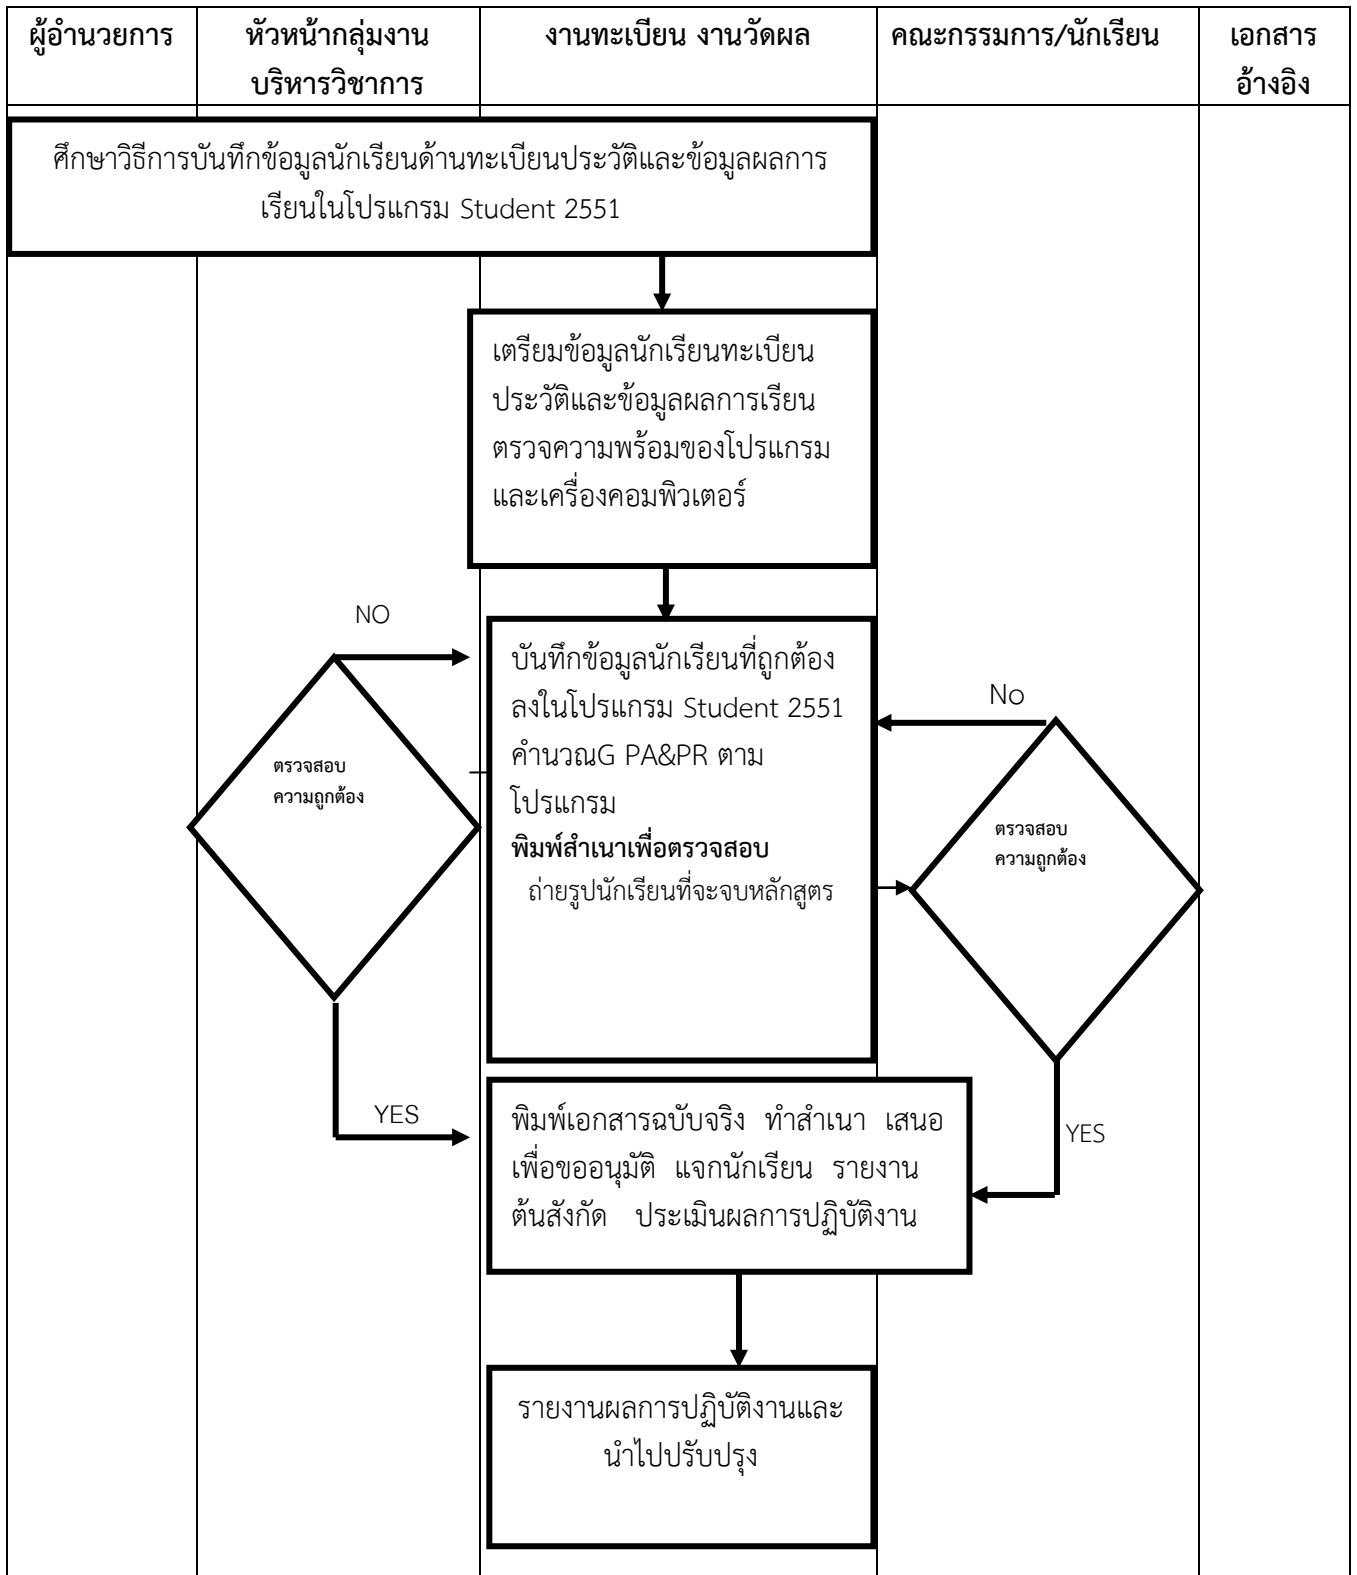 ผู้อำนวยการ
หัวหน้ากลุ่มงาน
บริหารวิชาการ
งานทะเบียน งานวัดผล
คณะกรรมการ/นักเรียน
เอกสาร
อ้างอิง
ศึกษาวิธีการบันทึกข้อมูลนักเรียนด้านทะเบียนประวัติและข้อมูลผลการ
เรียนในโปรแกรม Student 2551
เตรียมข้อมูลนักเรียนทะเบียน
ประวัติและข้อมูลผลการเรียน
ตรวจความพร้อมของโปรแกรม
และเครื่องคอมพิวเตอร์
NO
ตรวจสอบ
ความถูกต้อง
บันทึกข้อมูลนักเรียนที่ถูกต้อง
ลงในโปรแกรม Student 2551
คำนวณG PA&PR ตาม
โปรแกรม
พิมพ์สำเนาเพื่อตรวจสอบ
ถ่ายรูปนักเรียนที่จะจบหลักสูตร
No
ตรวจสอบ
ความถูกต้อง
YES
พิมพ์เอกสารฉบับจริง ทำสำเนา เสนอ
เพื่อขออนุมัติ แจกนักเรียน รายงาน
ต้นสังกัด ประเมินผลการปฏิบัติงาน
YES
รายงานผลการปฏิบัติงานและ
นำไปปรับปรุง